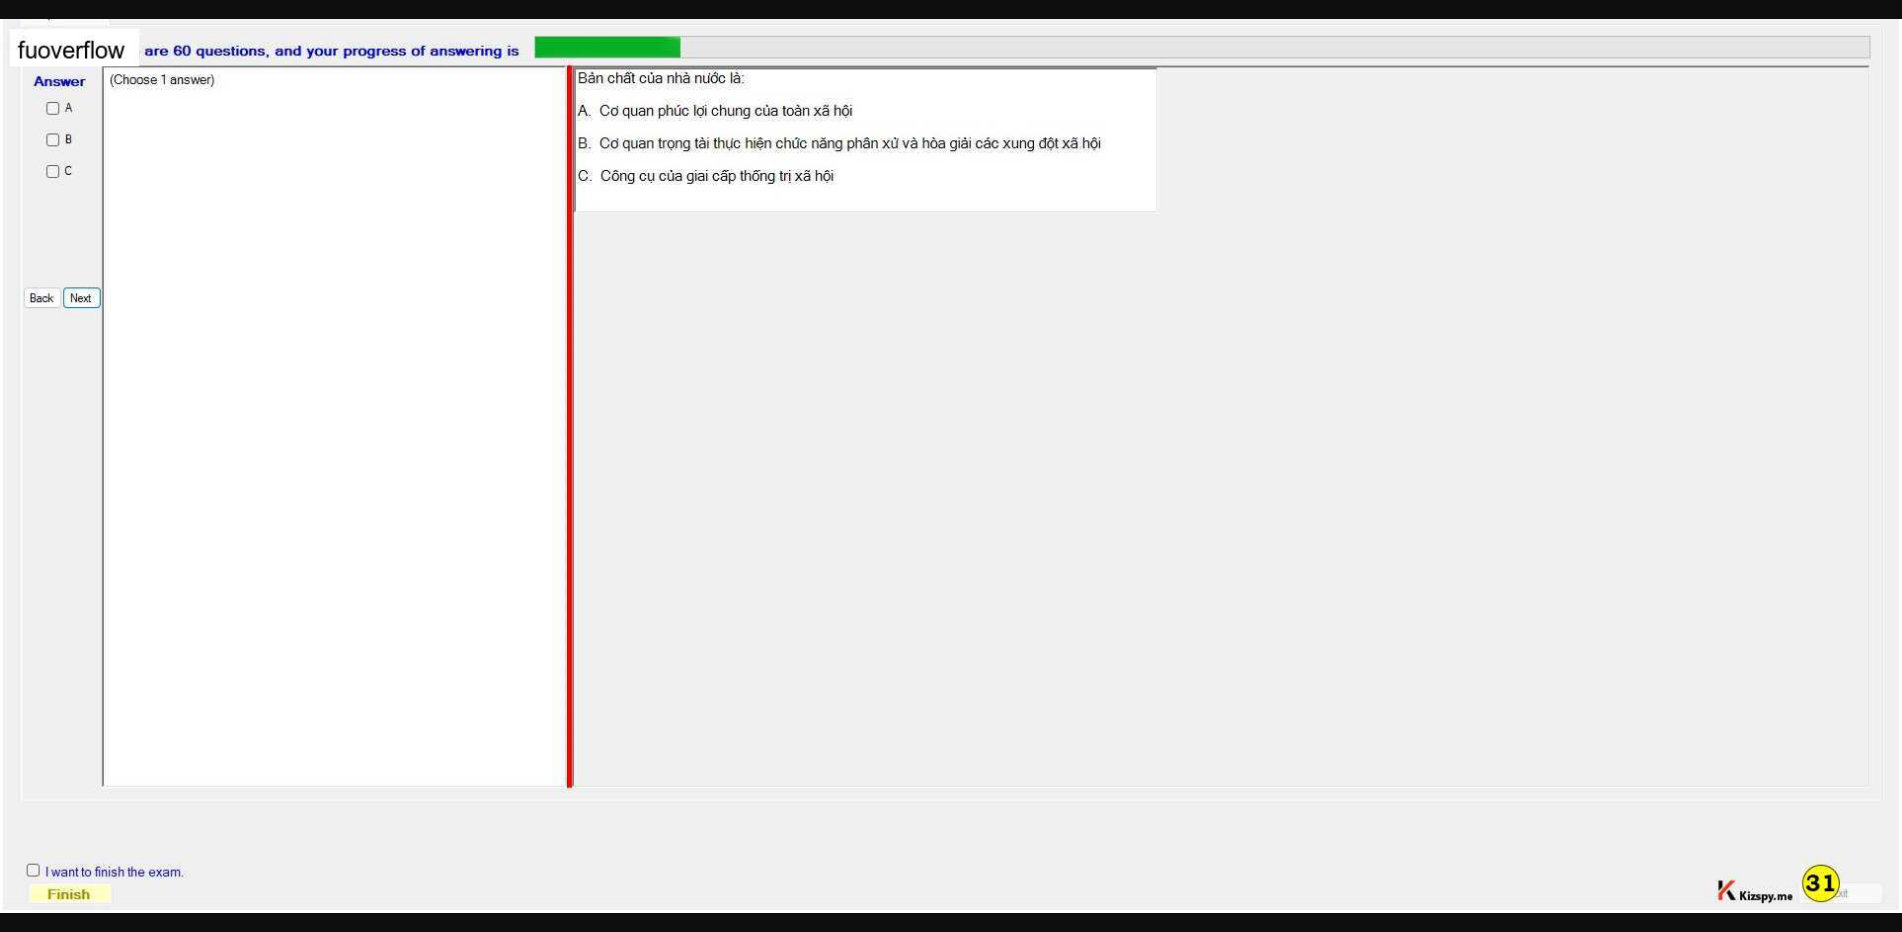 fuoverflow are 60 questions, and your progress of answering is
Answer
(Choose 1 answer)
A
B
C
Back Next
Bản chất của nhà nước là:
A. Cơ quan phúc lợi chung của toàn xã hội
B. Cơ quan trọng tài thực hiện chức năng phân xử và hòa giải các xung đột xã hội
C. Công cụ của giai cấp thống trị xã hội
I want to finish the exam.
Finish
Kizspy.me
31